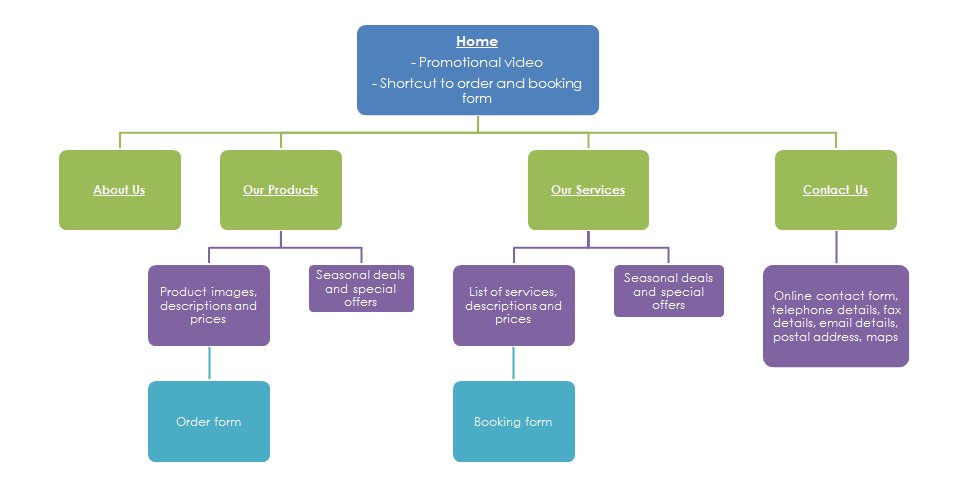 Home
- Promotional video
- Shortcut to order and booking
form
About Us
Our Products
Our Services
Contact Us
Product images,
descriptions and
prices
Seasonal deals
and special
offers
List of services,
descriptions and
prices
Seasonal deals
and special
offers
Online contact form,
telephone details, fax
details, email details,
postal address, maps
Order form
Booking form